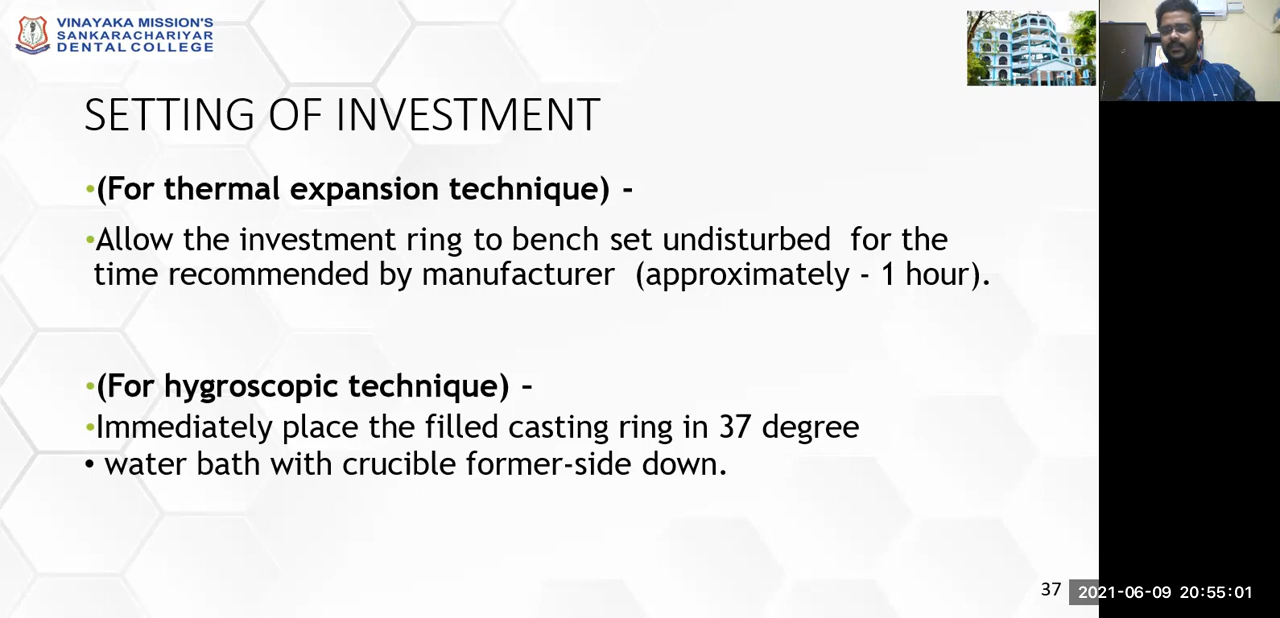 VINAYAKA MISSION'S
SANKARACHARIYAR
DENTAL COLLEGE
SETTING OF INVESTMENT
•(For thermal expansion technique) -
•Allow the investment ring to bench set undisturbed for the
time recommended by manufacturer (approximately - 1 hour).
•(For hygroscopic technique) -
•Immediately place the filled casting ring in 37 degree
• water bath with crucible former-side down.
37
2021-06-09 20:55:01